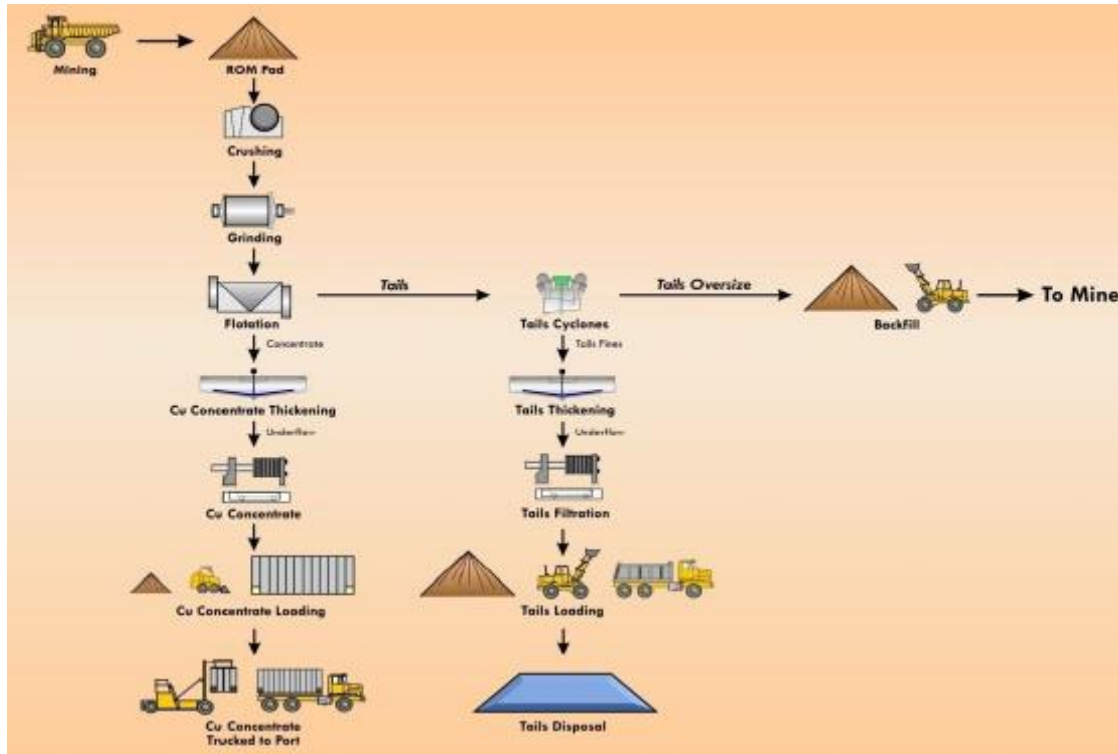 Mining
ROM Pad
Crushing
Grinding
Flotation
Tails
Tails Cyclones
Tails Oversize
Backfill
To Mine
Concentrate
Tails Fines
Cu Concentrate Thickening
Tails Thickening
Underflow
Underflow
Cu Concentrate
Tails Filtration
Cu Concentrate Loading
Tails Loading
Cu Concentrate
Trucked to Port
Tails Disposal